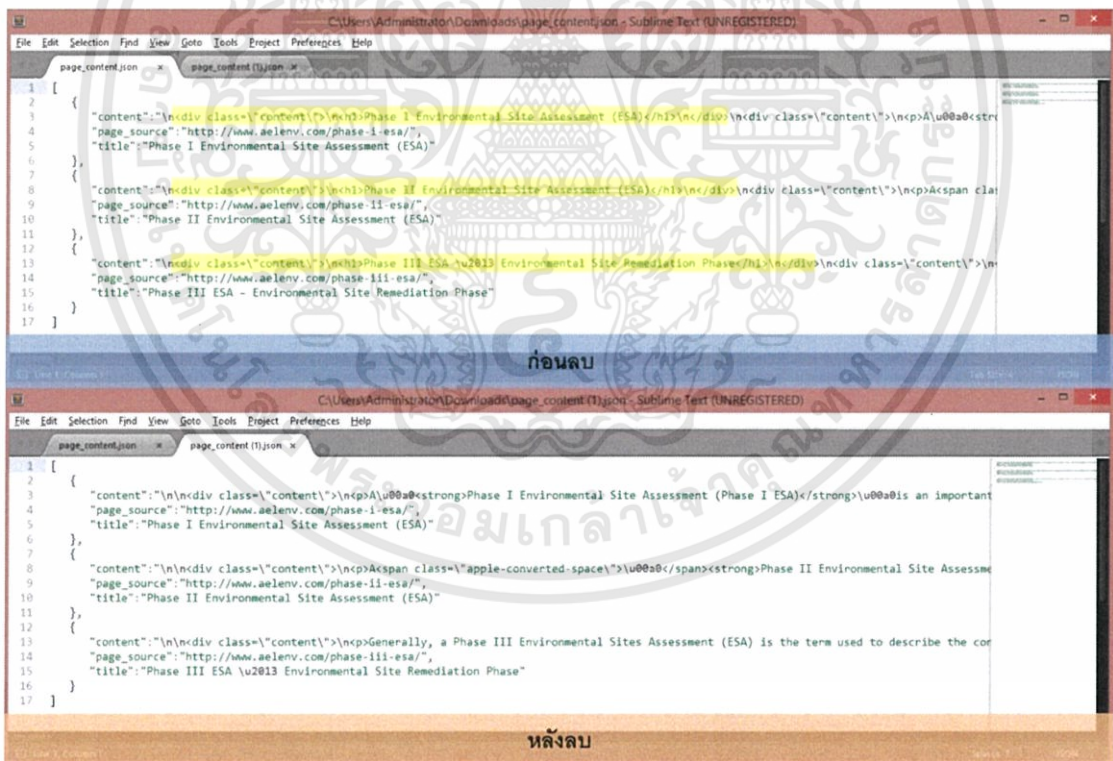 C:\Users\Administrator\Downloads\page_content.json - Sublime Text (UNREGISTERED)
File Edit Selection Find View Goto Tools Project Preferences Help
page_content.json × page_content (1).json ×
1 [
2 {
3 "content":"\n<div class=\"content\">\n<h1>Phase I Environmental Site Assessment (ESA)</h1>\n</div>\n<div class=\"content\">\n<p>A\u00a0<stro
4 "page_source":"http://www.aelenv.com/phase-i-esa/",
5 "title":"Phase I Environmental Site Assessment (ESA)"
6 },
7 {
8 "content":"\n<div class=\"content\">\n<h1>Phase II Environmental Site Assessment (ESA)</h1>\n</div>\n<div class=\"content\">\n<p>A<span cla
9 "page_source":"http://www.aelenv.com/phase-ii-esa/",
10 "title":"Phase II Environmental Site Assessment (ESA)"
11 },
12 {
13 "content":"\n<div class=\"content\">\n<h1>Phase III ESA \u2013 Environmental Site Remediation Phase</h1>\n</div>\n<div class=\"content\">\n
14 "page_source":"http://www.aelenv.com/phase-iii-esa/",
15 "title":"Phase III ESA – Environmental Site Remediation Phase"
16 }
17 ]
ก่อนลบ
C:\Users\Administrator\Downloads\page_content (1).json - Sublime Text (UNREGISTERED)
File Edit Selection Find View Goto Tools Project Preferences Help
page_content.json × page_content (1).json ×
1 [
2 {
3 "content":"\n\n<div class=\"content\">\n<p>A\u00a0<strong>Phase I Environmental Site Assessment (Phase I ESA)</strong>\u00a0is an important
4 "page_source":"http://www.aelenv.com/phase-i-esa/",
5 "title":"Phase I Environmental Site Assessment (ESA)"
6 },
7 {
8 "content":"\n\n<div class=\"content\">\n<p>A<span class=\"apple-converted-space\">\u00a0</span><strong>Phase II Environmental Site Assessme
9 "page_source":"http://www.aelenv.com/phase-ii-esa/",
10 "title":"Phase II Environmental Site Assessment (ESA)"
11 },
12 {
13 "content":"\n\n<div class=\"content\">\n<p>Generally, a Phase III Environmental Sites Assessment (ESA) is the term used to describe the cor
14 "page_source":"http://www.aelenv.com/phase-iii-esa/",
15 "title":"Phase III ESA \u2013 Environmental Site Remediation Phase"
16 }
17 ]
หลังลบ